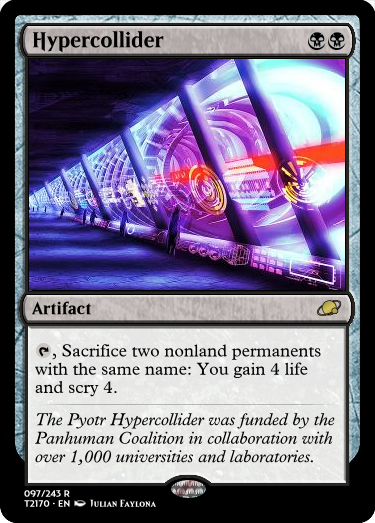 Hypercollider
Artifact
, Sacrifice two nonland permanents
with the same name: You gain 4 life
and scry 4.
The Pyotr Hypercollider was funded by the
Panhuman Coalition in collaboration with
over 1,000 universities and laboratories.
097/243 R
T2170 • EN Julian Faylona